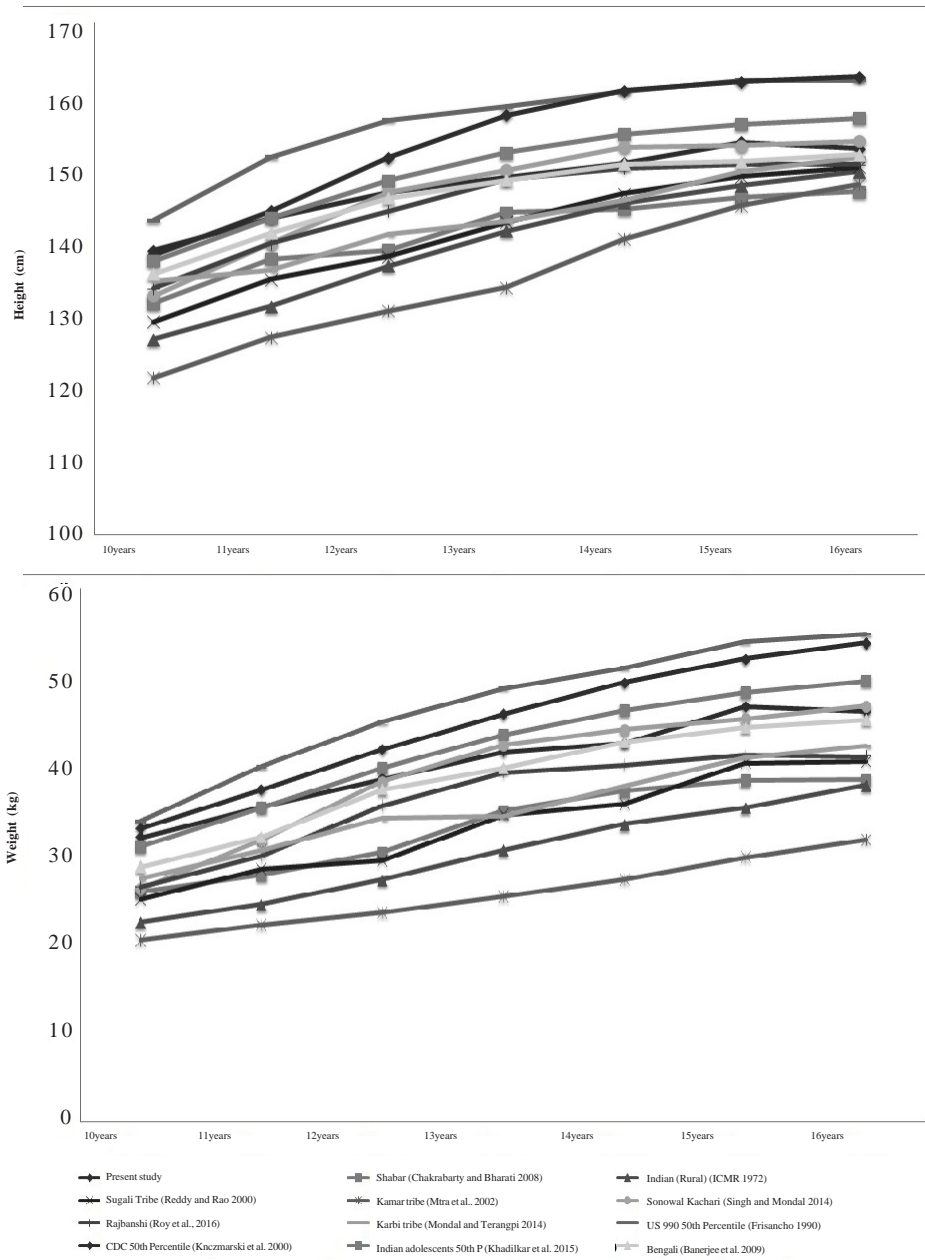 170
160
150
140
130
120
110
100
Height (cm)
10years 11years 12years 13years 14years 15years 16years
60
50
40
30
20
10
0
Weight (kg)
10years 11years 12years 13years 14years 15years 16years
Present study Shabar (Chakrabarty and Bharati 2008) Indian (Rural) (ICMR 1972)
Sugali Tribe (Reddy and Rao 2000) Kamar tribe (Mtra et al.. 2002) Sonowal Kachari (Singh and Mondal 2014)
Rajbanshi (Roy et al., 2016) Karbi tribe (Mondal and Terangpi 2014) US 990 50th Percentile (Frisancho 1990)
CDC 50th Percentile (Knczmarski et al. 2000) Indian adolescents 50th P (Khadilkar et al. 2015) Bengali (Banerjee et al. 2009)